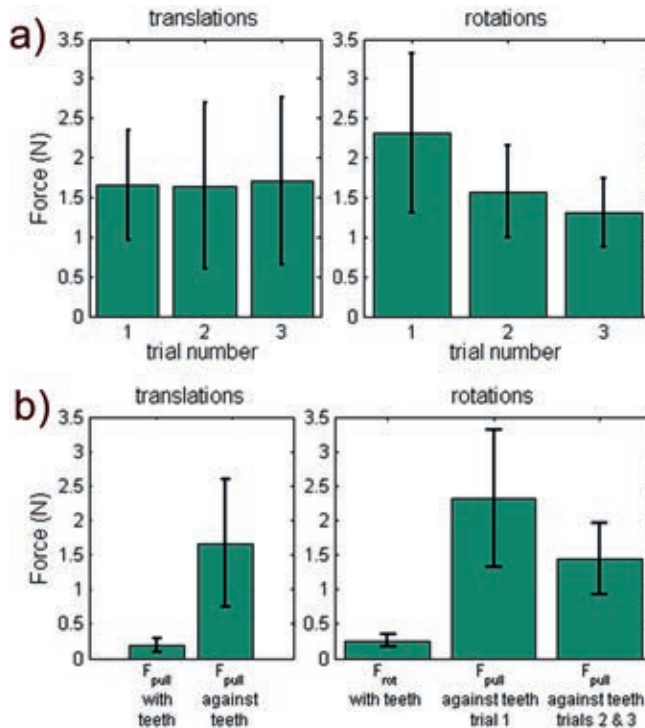 a)
translations
rotations
3.5
3
2.5
2
1.5
1
0.5
0
Force (N)
1 2 3
trial number
3.5
3
2.5
2
1.5
1
0.5
0
1 2 3
trial number
b)
translations
rotations
3.5
3
2.5
2
1.5
1
0.5
0
Force (N)
Fpull Fpull
with against
teeth teeth
3.5
3
2.5
2
1.5
1
0.5
0
Frot Fpull Fpull
with teeth against teeth against teeth
trial 1 trials 2 & 3